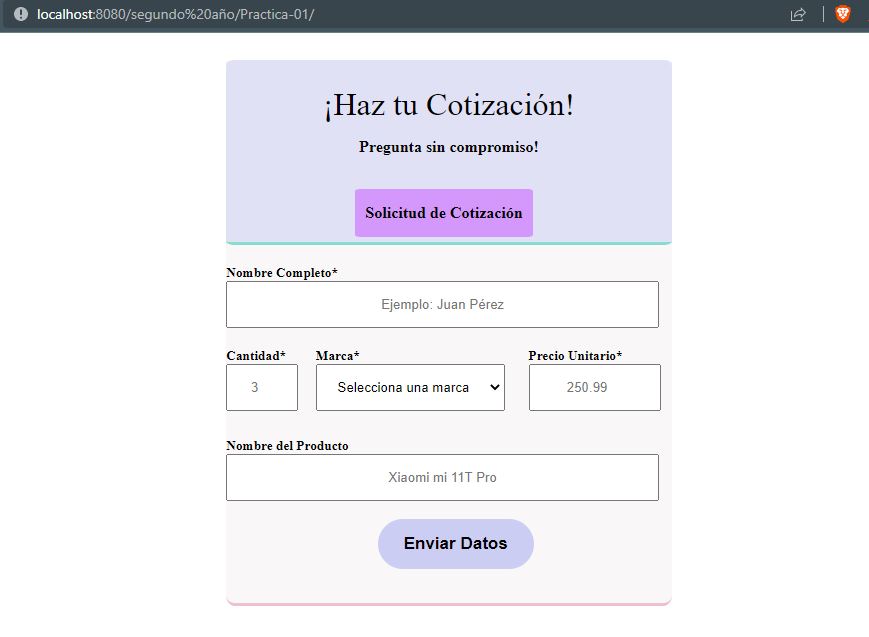 localhost:8080/segundo%20año/Practica-01/
¡Haz tu Cotización!
Pregunta sin compromiso!
Solicitud de Cotización
Nombre Completo*
Ejemplo: Juan Pérez
Cantidad* Marca* Precio Unitario*
3 Selecciona una marca 250.99
Nombre del Producto
Xiaomi mi 11T Pro
Enviar Datos